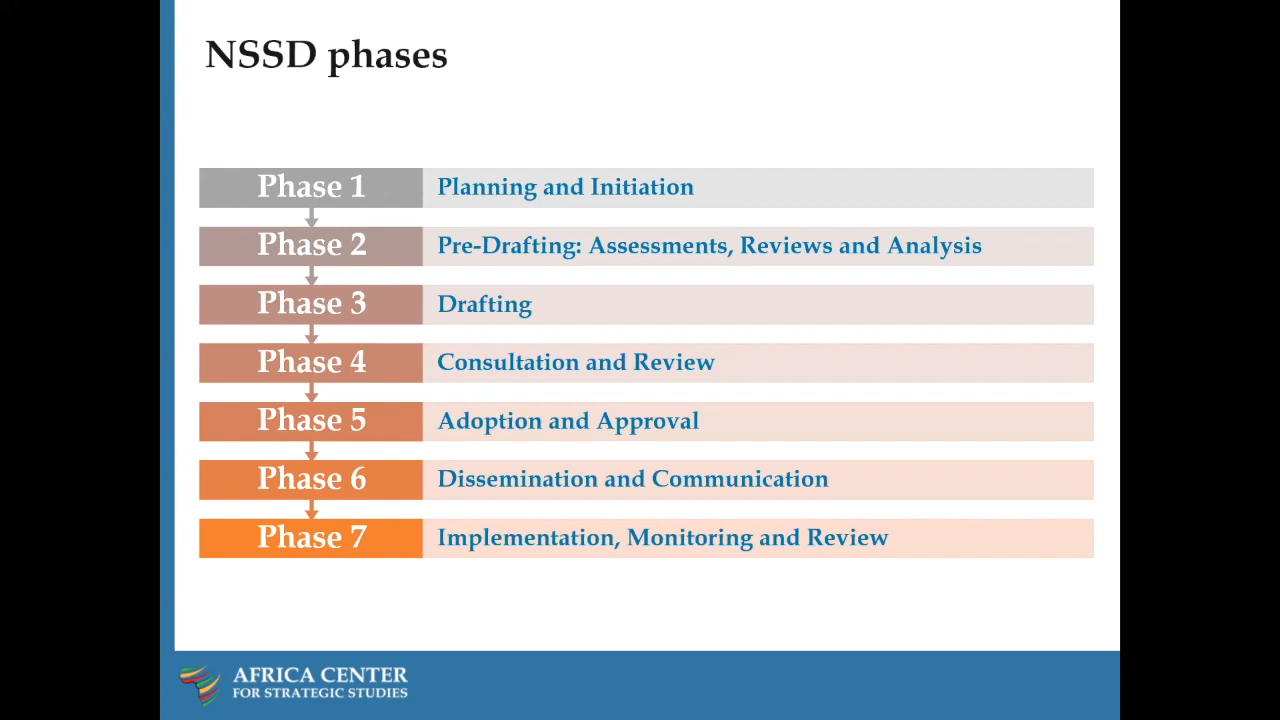 NSSD phases
Phase 1 Planning and Initiation
Phase 2 Pre-Drafting: Assessments, Reviews and Analysis
Phase 3 Drafting
Phase 4 Consultation and Review
Phase 5 Adoption and Approval
Phase 6 Dissemination and Communication
Phase 7 Implementation, Monitoring and Review
AFRICA CENTER
FOR STRATEGIC STUDIES